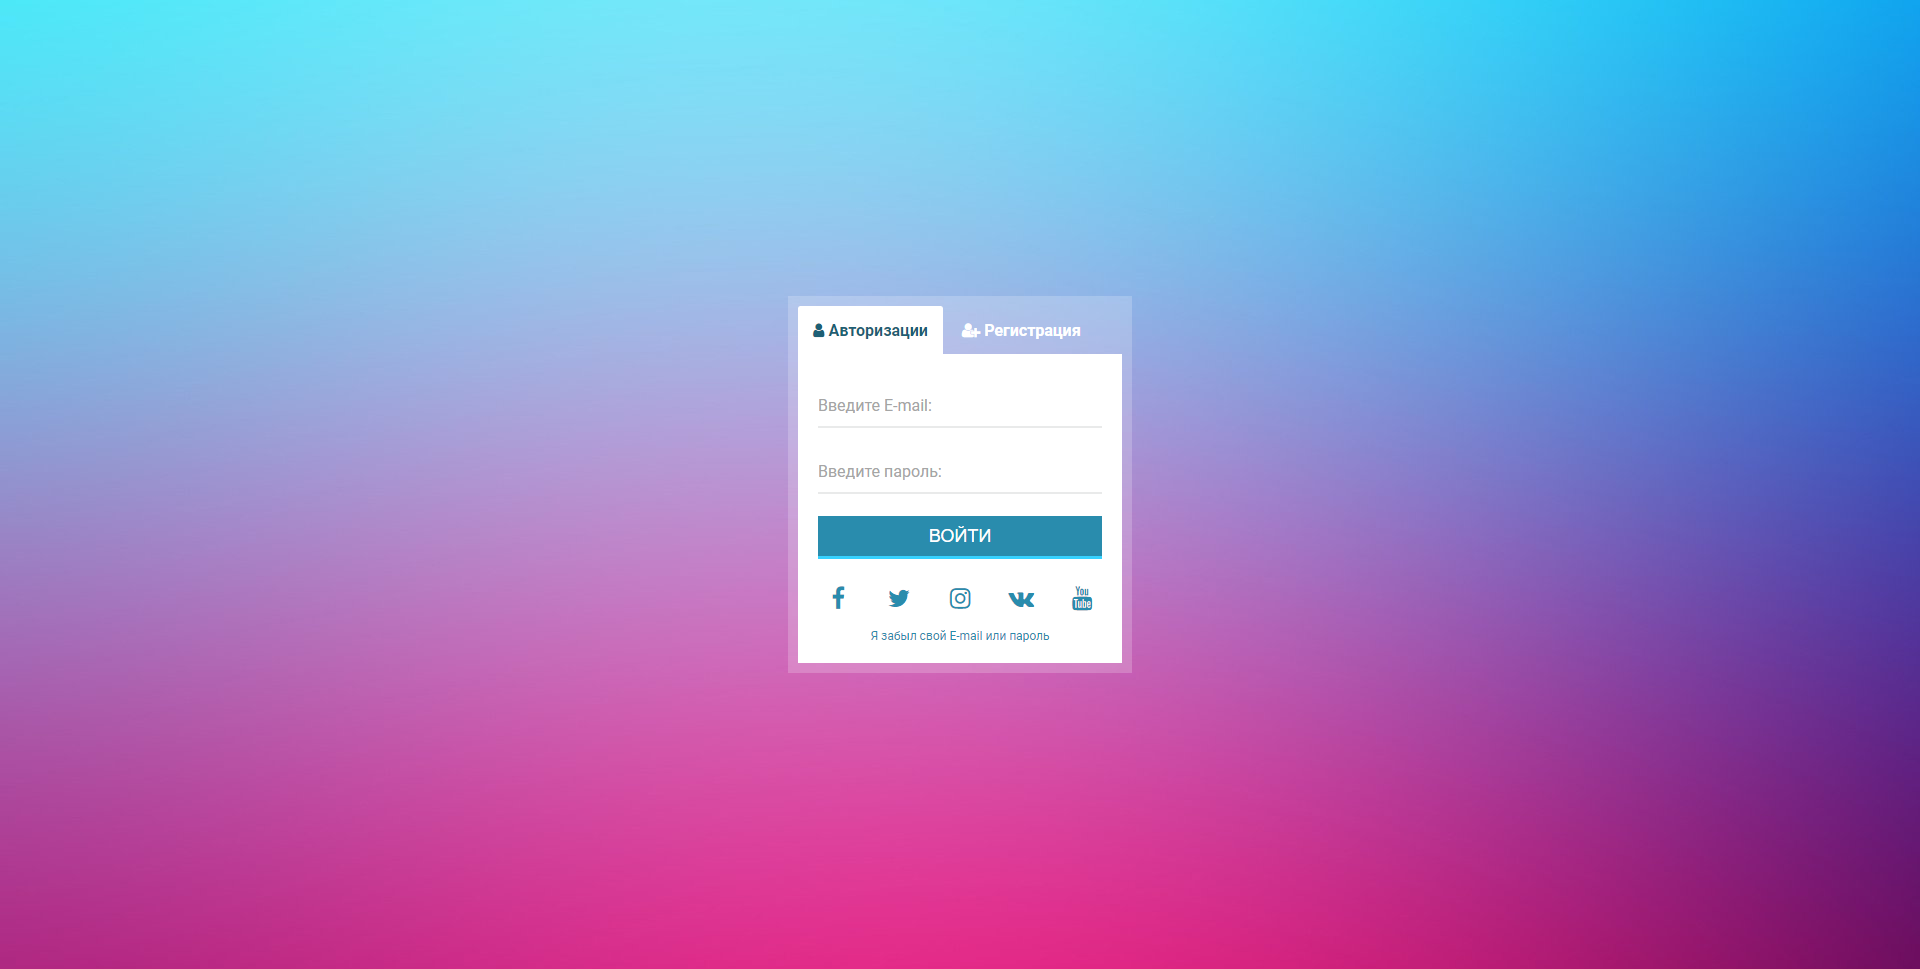 Авторизации Регистрация
Введите E-mail:
Введите пароль:
ВОЙТИ
You
Tube
Я забыл свой E-mail или пароль